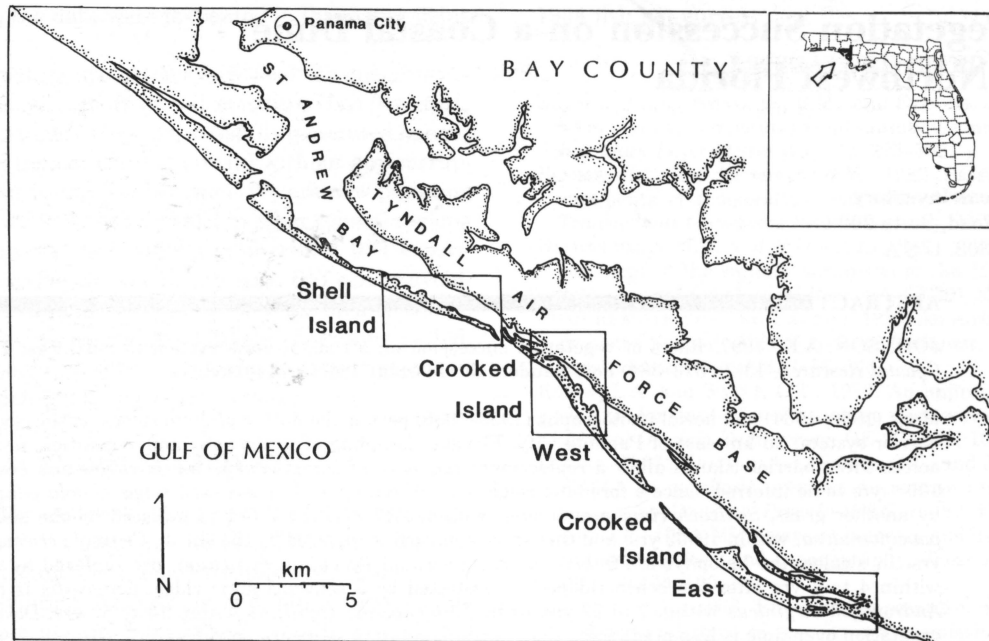 Panama City
BAY COUNTY
ST ANDREW BAY
TYNDALL AIR FORCE BASE
Shell
Island
Crooked
Island
West
GULF OF MEXICO
Crooked
Island
East
N
km
0 5